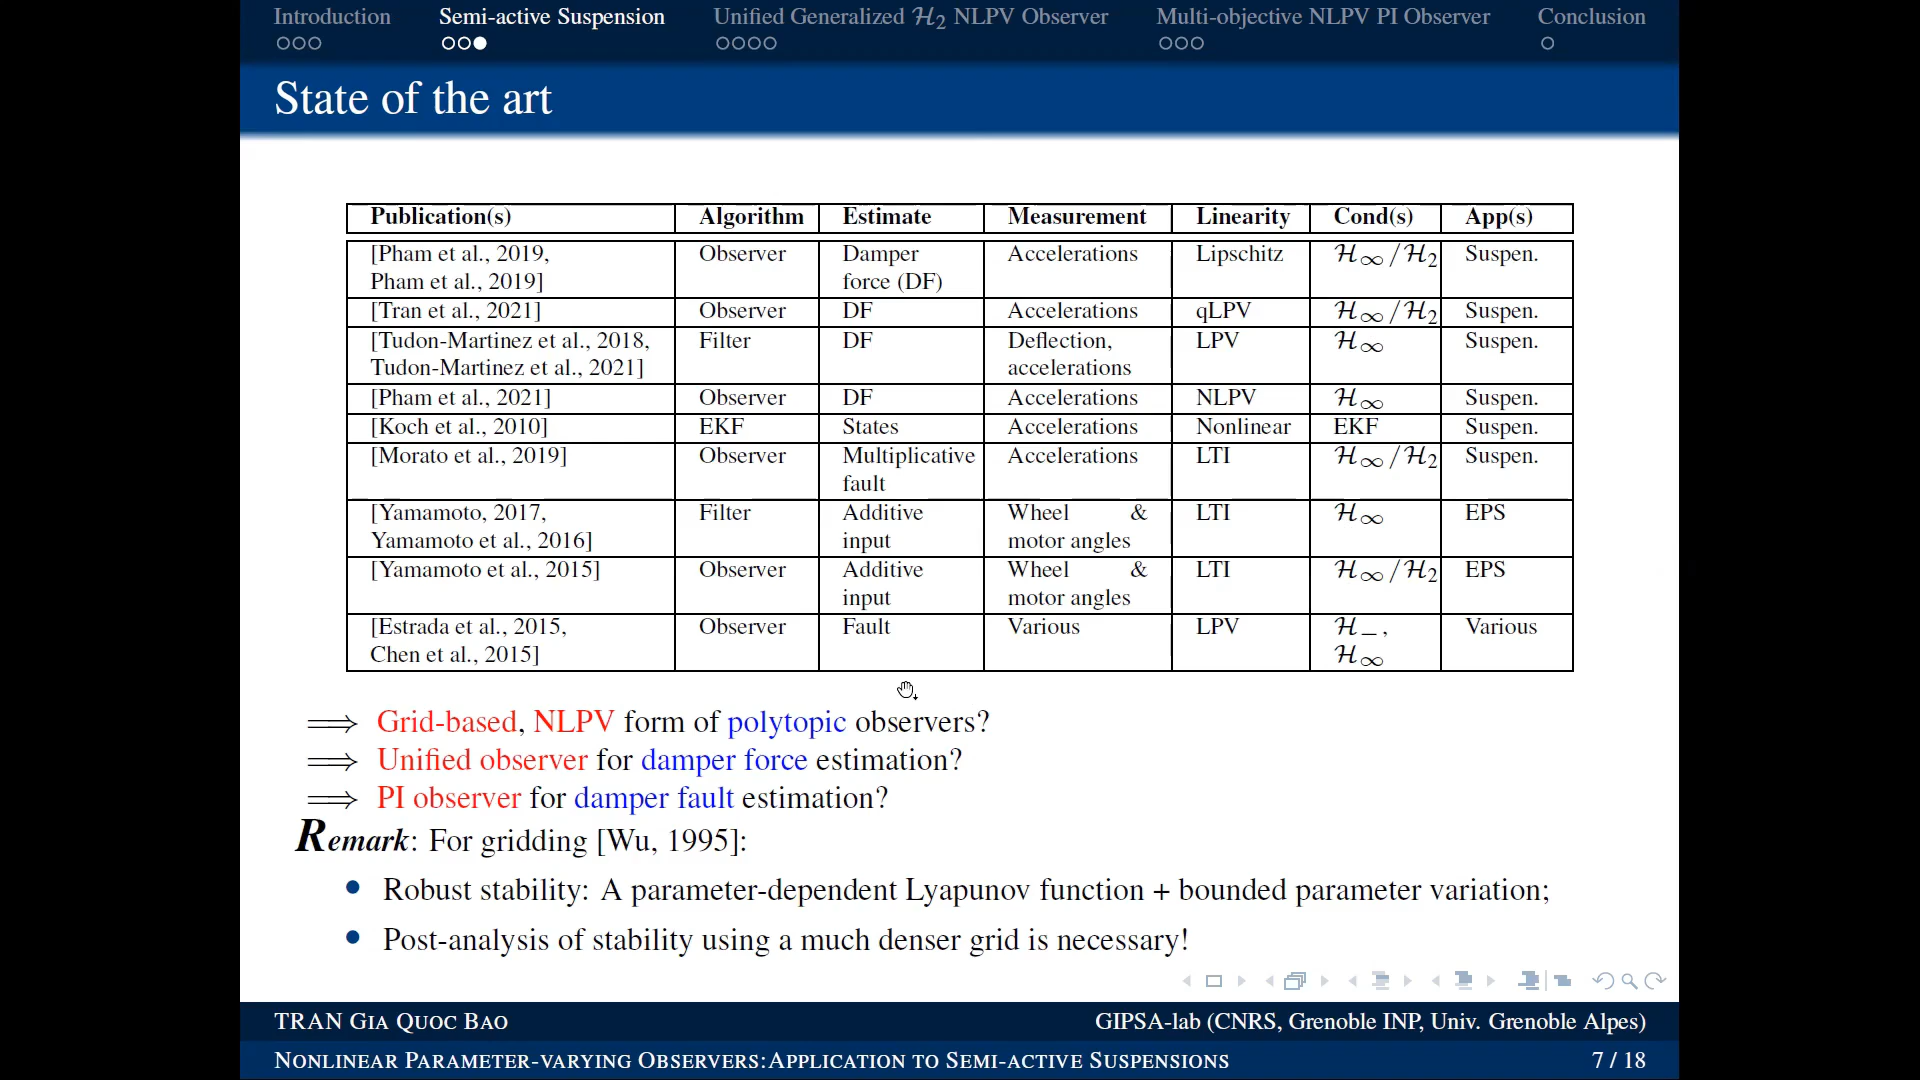 Introduction Semi-active Suspension Unified Generalized ℋ₂ NLPV Observer Multi-objective NLPV PI Observer Conclusion
State of the art
Publication(s) Algorithm Estimate Measurement Linearity Cond(s) App(s)
[Pham et al., 2019, Observer Damper Accelerations Lipschitz ℋ∞/ℋ₂ Suspen.
Pham et al., 2019] force (DF)
[Tran et al., 2021] Observer DF Accelerations qLPV ℋ∞/ℋ₂ Suspen.
[Tudon-Martinez et al., 2018, Filter DF Deflection, LPV ℋ∞ Suspen.
Tudon-Martinez et al., 2021] accelerations
[Pham et al., 2021] Observer DF Accelerations NLPV ℋ∞ Suspen.
[Koch et al., 2010] EKF States Accelerations Nonlinear EKF Suspen.
[Morato et al., 2019] Observer Multiplicative Accelerations LTI ℋ∞/ℋ₂ Suspen.
fault
[Yamamoto, 2017, Filter Additive Wheel & LTI ℋ∞ EPS
Yamamoto et al., 2016] input motor angles
[Yamamoto et al., 2015] Observer Additive Wheel & LTI ℋ∞/ℋ₂ EPS
input motor angles
[Estrada et al., 2015, Observer Fault Various LPV ℋ₋, Various
Chen et al., 2015] ℋ∞
⟹ Grid-based, NLPV form of polytopic observers?
⟹ Unified observer for damper force estimation?
⟹ PI observer for damper fault estimation?
Remark: For gridding [Wu, 1995]:
• Robust stability: A parameter-dependent Lyapunov function + bounded parameter variation;
• Post-analysis of stability using a much denser grid is necessary!
TRAN GIA QUOC BAO GIPSA-lab (CNRS, Grenoble INP, Univ. Grenoble Alpes)
NONLINEAR PARAMETER-VARYING OBSERVERS:APPLICATION TO SEMI-ACTIVE SUSPENSIONS 7 / 18